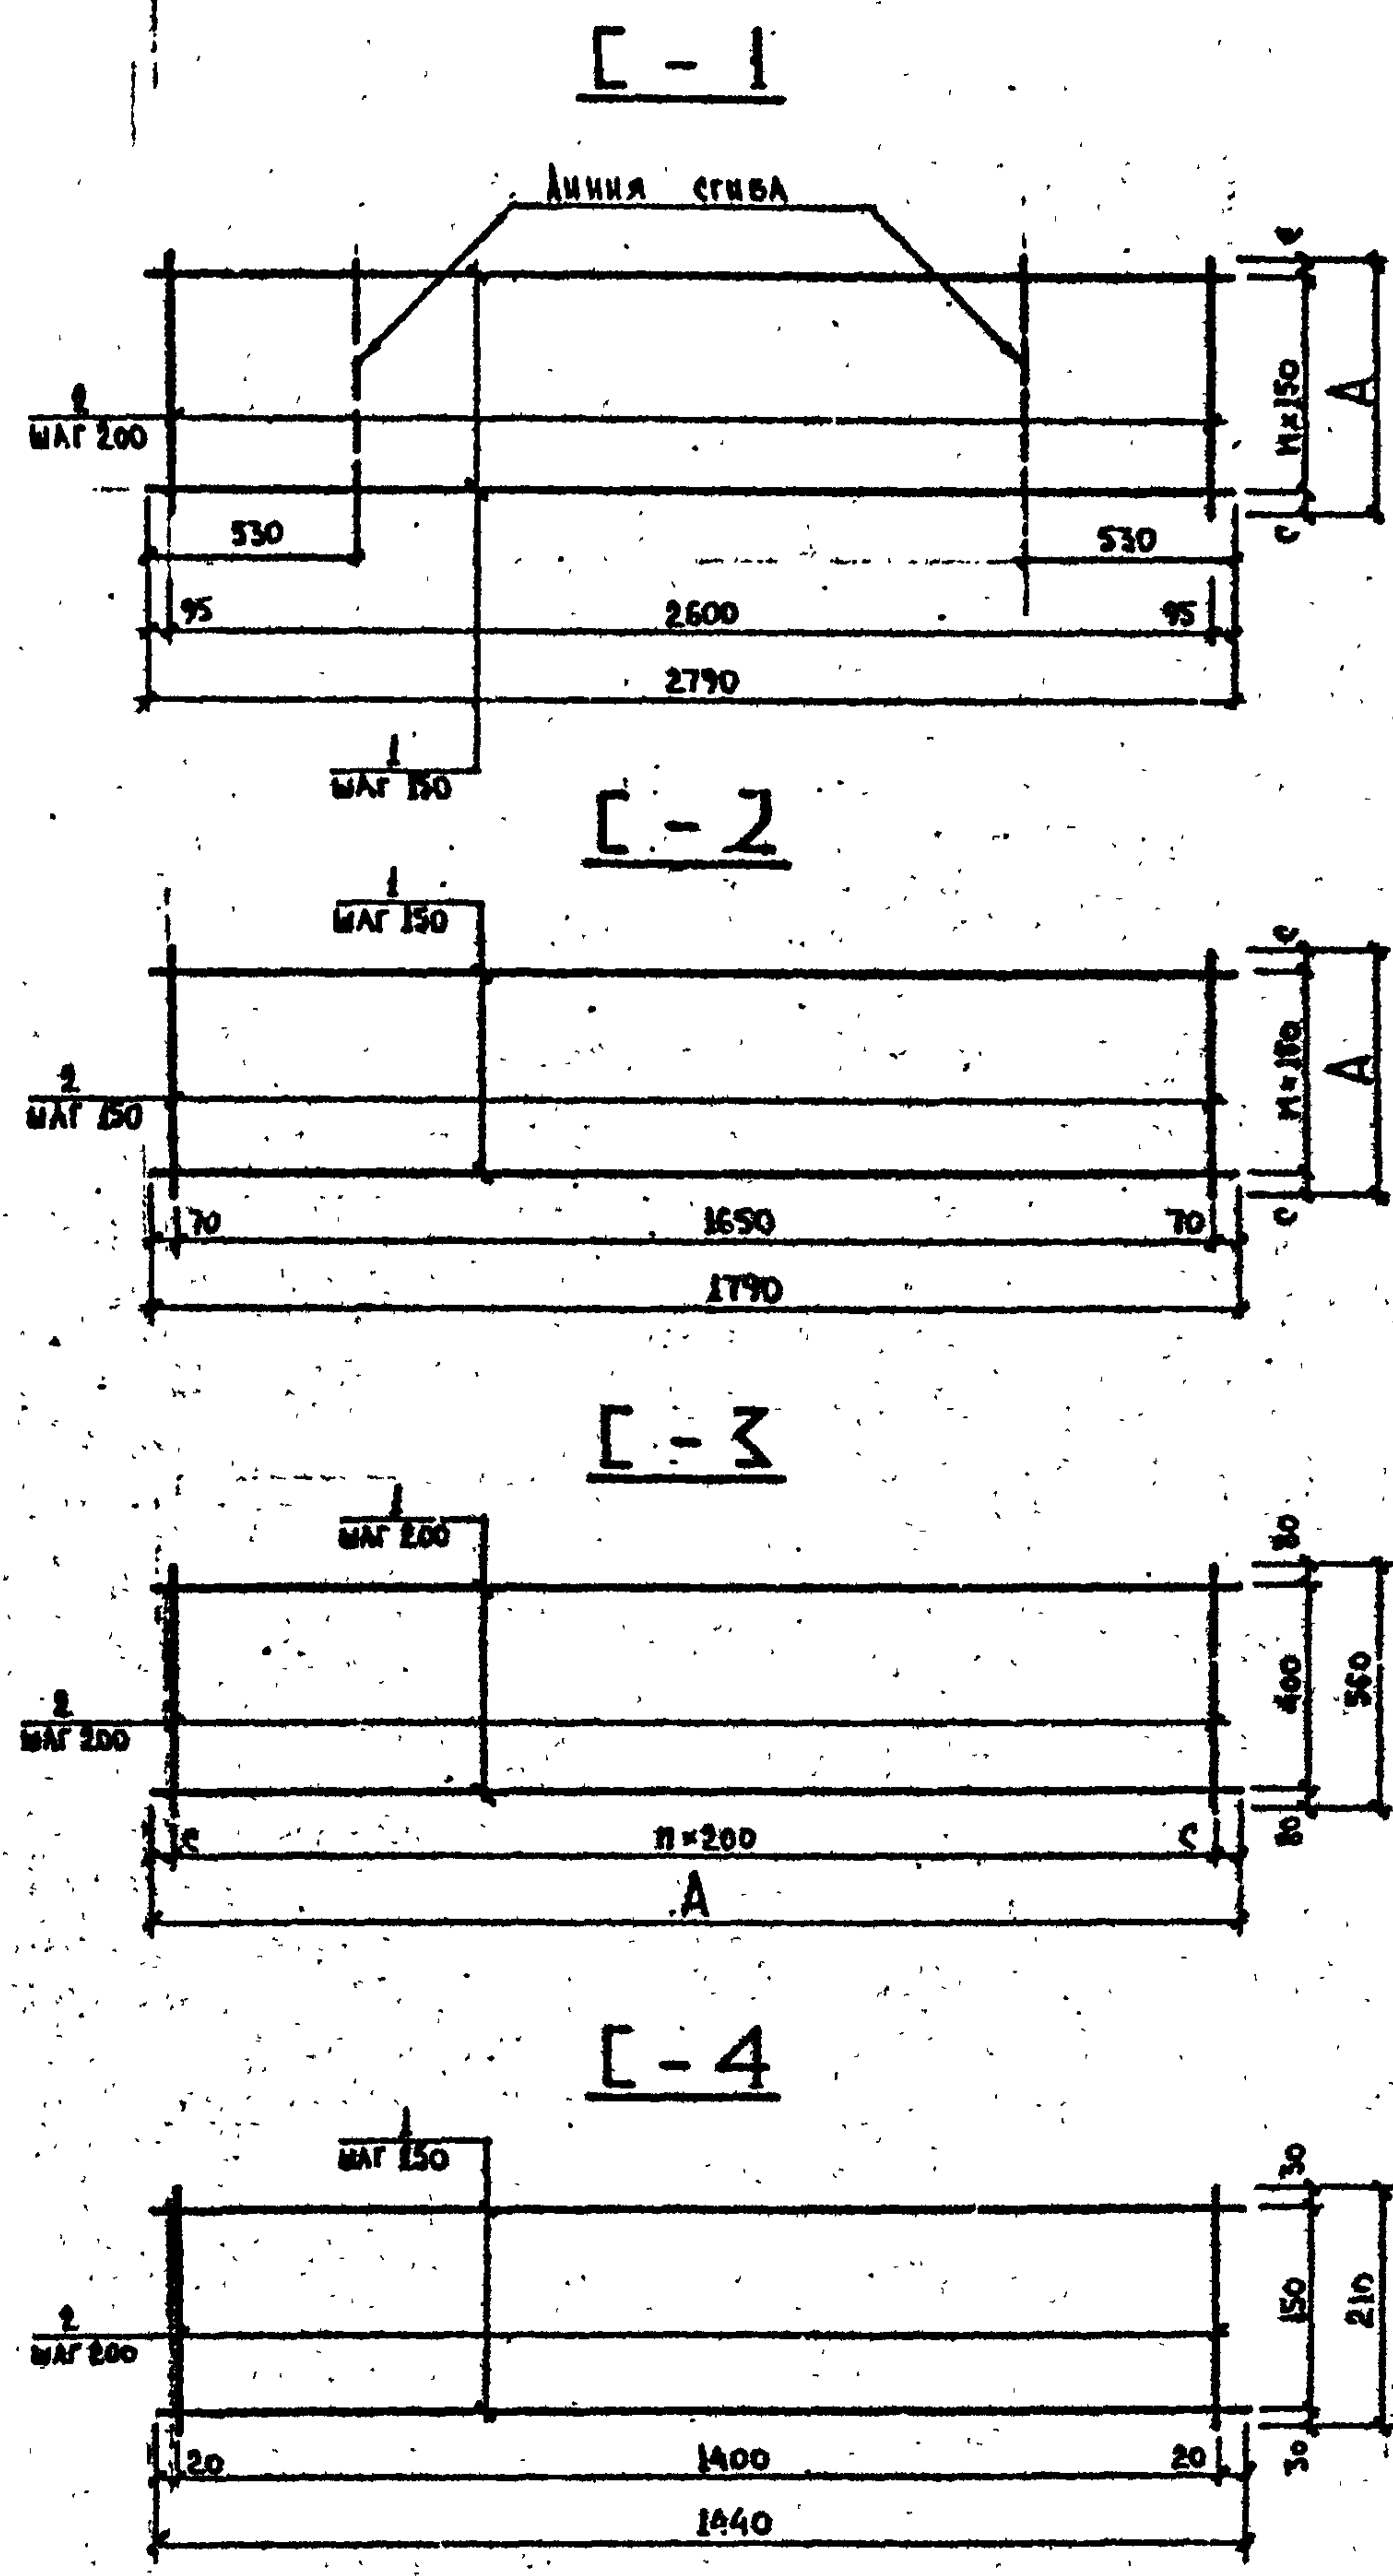 С - 1
Линия сгиба
2
шаг 200
С
n×150
А
С
530
530
95
2600
95
2790
1
шаг 150
С - 2
1
шаг 150
2
шаг 150
С
n×150
А
С
70
1650
70
1790
С - 3
1
шаг 200
2
шаг 200
80
400
560
80
С
n×200
С
А
С - 4
1
шаг 150
2
шаг 200
30
150
210
30
20
1400
20
1440